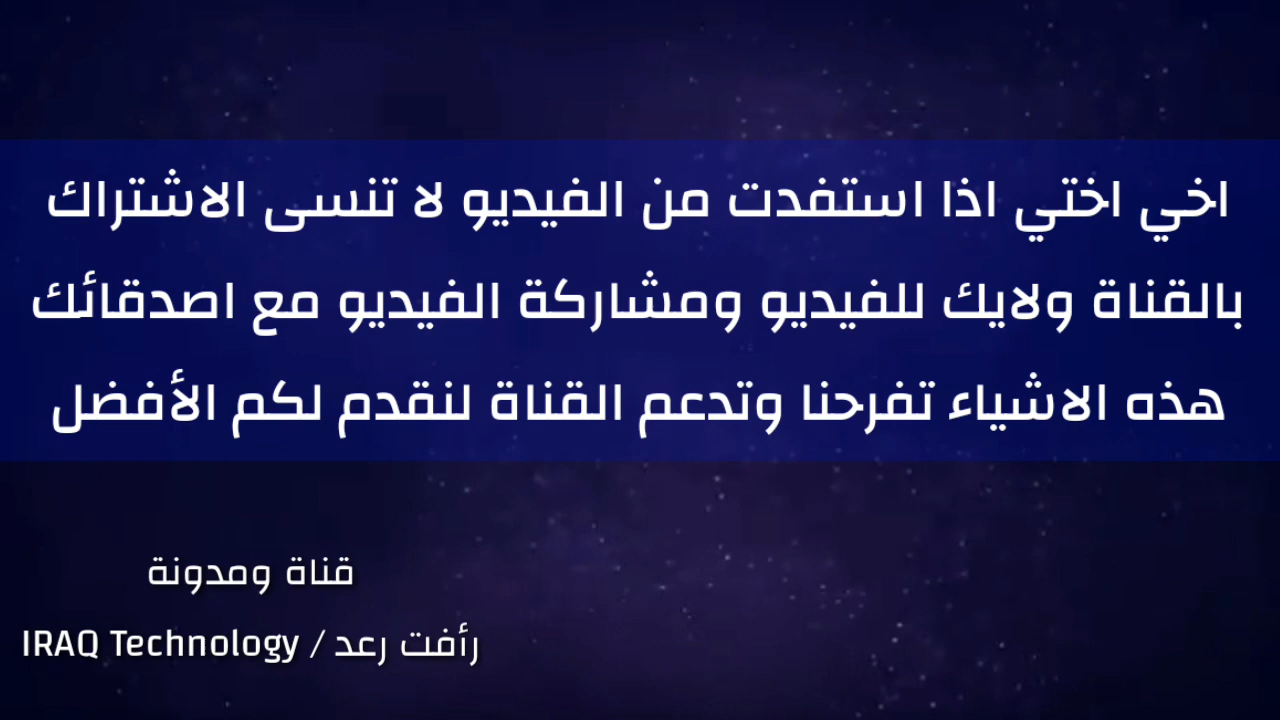 اخي اختي اذا استفدت من الفيديو لا تنسى الاشتراك
بالقناة ولايك للفيديو ومشاركة الفيديو مع اصدقائك
هذه الاشياء تفرحنا وتدعم القناة لنقدم لكم الأفضل
قناة ومدونة
رأفت رعد / IRAQ Technology